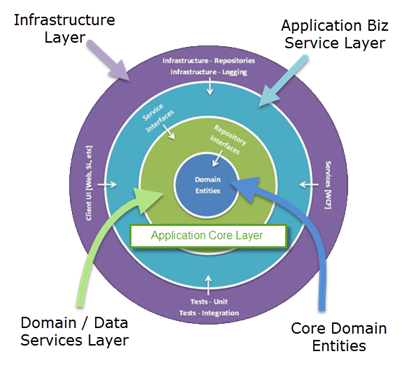 Infrastructure
Layer
Application Biz
Service Layer
Infrastructure - Repositories
Infrastructure - Logging
Service
Interfaces
Repository
Interfaces
Client UI [Web, SL, etc]
Domain
Entities
Services [WCF]
Application Core Layer
Tests - Unit
Tests - Integration
Domain / Data
Services Layer
Core Domain
Entities